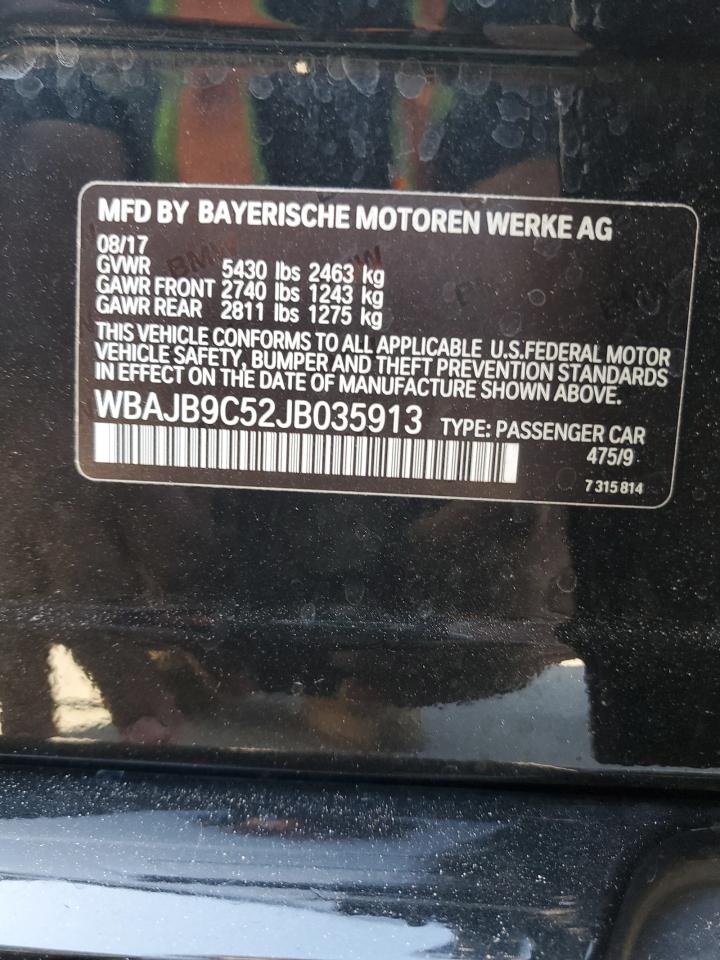 MFD BY BAYERISCHE MOTOREN WERKE AG
08/17
GVWR 5430 lbs 2463 kg
GAWR FRONT 2740 lbs 1243 kg
GAWR REAR 2811 lbs 1275 kg
THIS VEHICLE CONFORMS TO ALL APPLICABLE U.S.FEDERAL MOTOR
VEHICLE SAFETY, BUMPER AND THEFT PREVENTION STANDARDS
IN EFFECT ON THE DATE OF MANUFACTURE SHOWN ABOVE.
WBAJB9C52JB035913 TYPE: PASSENGER CAR
475/9
7 315 814